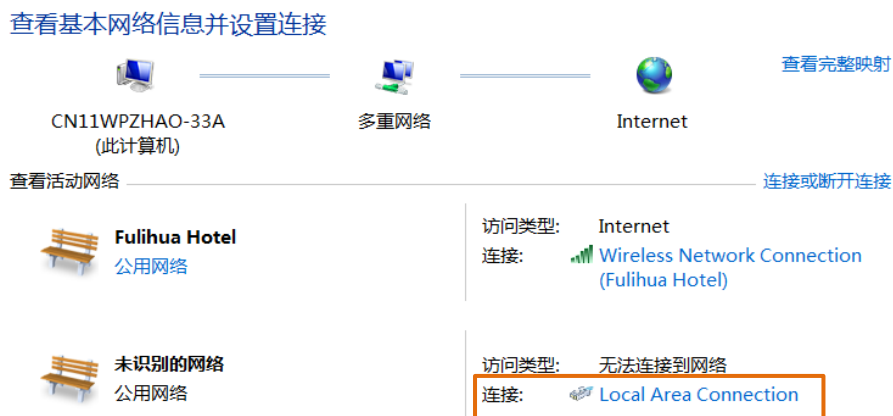 查看基本网络信息并设置连接
查看完整映射
CN11WPZHAO-33A
(此计算机)
多重网络
Internet
查看活动网络
连接或断开连接
Fulihua Hotel
公用网络
访问类型: Internet
连接: Wireless Network Connection
(Fulihua Hotel)
未识别的网络
公用网络
访问类型: 无法连接到网络
连接: Local Area Connection